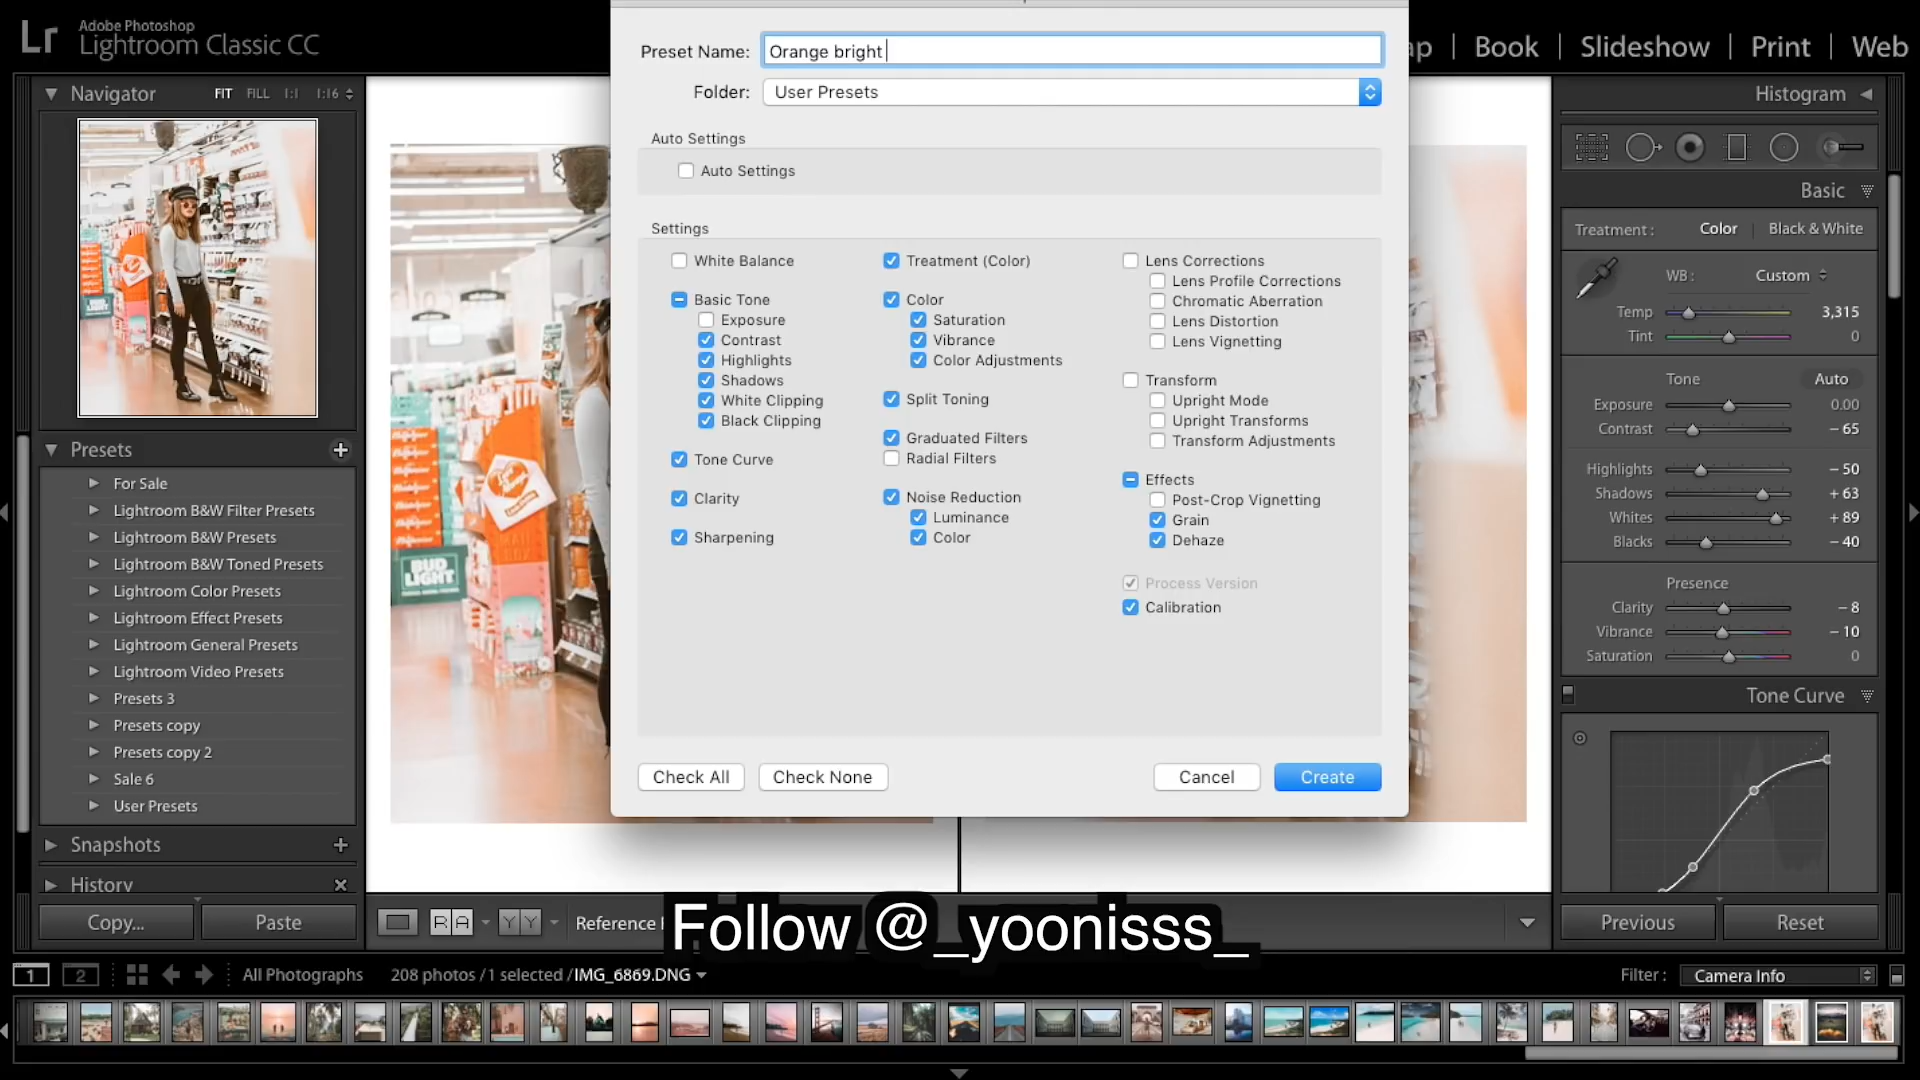 Lr
Adobe Photoshop
Lightroom Classic CC
Book | Slideshow | Print | Web
Navigator FIT FILL 1:1 1:16
Presets +
For Sale
Lightroom B&W Filter Presets
Lightroom B&W Presets
Lightroom B&W Toned Presets
Lightroom Color Presets
Lightroom Effect Presets
Lightroom General Presets
Lightroom Video Presets
Presets 3
Presets copy
Presets copy 2
Sale 6
User Presets
Snapshots +
History
Copy... Paste
BUD
LIGHT
Preset Name: Orange bright
Folder: User Presets
Auto Settings
Auto Settings
Settings
White Balance
Basic Tone
Exposure
Contrast
Highlights
Shadows
White Clipping
Black Clipping
Tone Curve
Clarity
Sharpening
Treatment (Color)
Color
Saturation
Vibrance
Color Adjustments
Split Toning
Graduated Filters
Radial Filters
Noise Reduction
Luminance
Color
Lens Corrections
Lens Profile Corrections
Chromatic Aberration
Lens Distortion
Lens Vignetting
Transform
Upright Mode
Upright Transforms
Transform Adjustments
Effects
Post-Crop Vignetting
Grain
Dehaze
Process Version
Calibration
Check All Check None Cancel Create
Histogram
Basic
Treatment : Color | Black & White
WB : Custom
Temp 3,315
Tint 0
Tone Auto
Exposure 0.00
Contrast - 65
Highlights - 50
Shadows + 63
Whites + 89
Blacks - 40
Presence
Clarity - 8
Vibrance - 10
Saturation 0
Tone Curve
Previous Reset
R A Y Y Reference
Follow @_yoonisss_
1 2 All Photographs 208 photos / 1 selected / IMG_6869.DNG
Filter : Camera Info